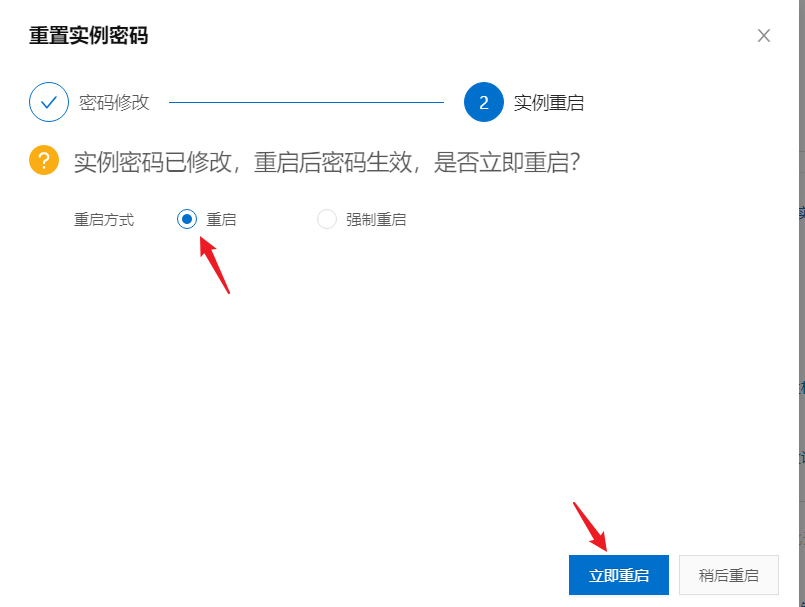 重置实例密码
密码修改 2 实例重启
? 实例密码已修改，重启后密码生效，是否立即重启?
重启方式 重启 强制重启
立即重启 稍后重启